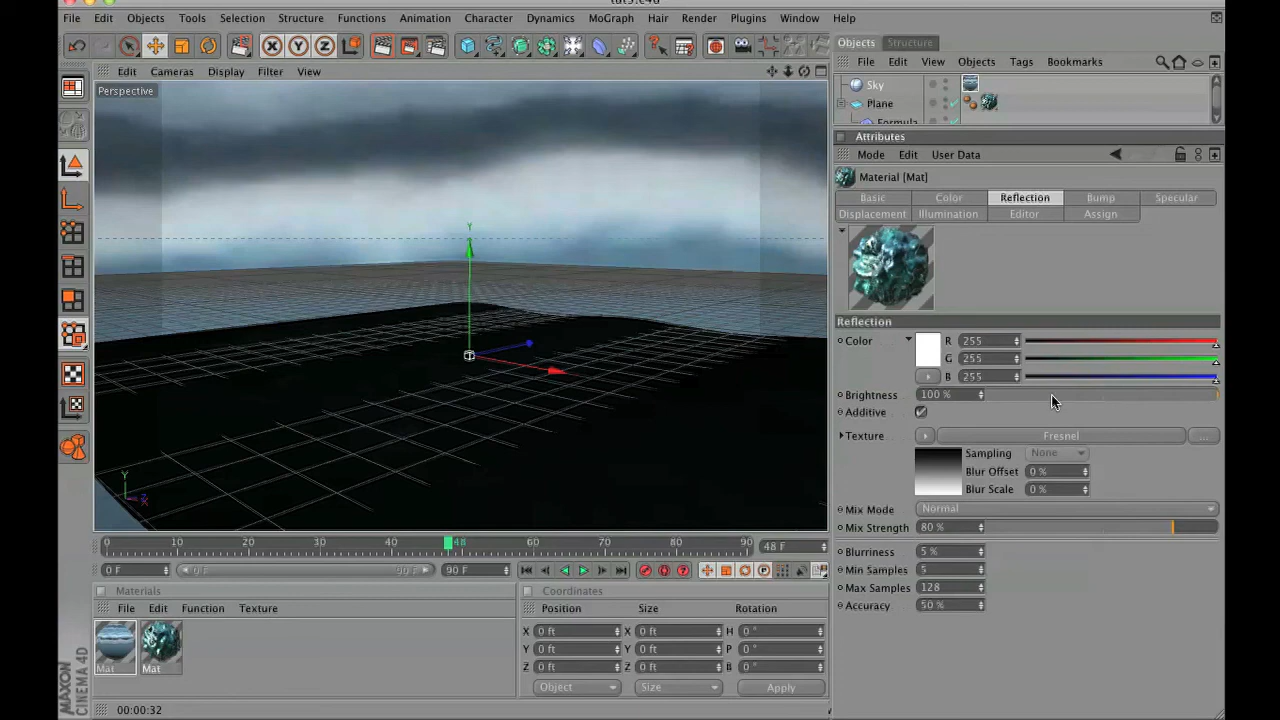 File Edit Objects Tools Selection Structure Functions Animation Character Dynamics MoGraph Hair Render Plugins Window Help
Objects Structure
File Edit View Objects Tags Bookmarks
Sky
Plane
Formula
Edit Cameras Display Filter View
Perspective
Y
Y
X
Attributes
Mode Edit User Data
Material [Mat]
Basic Color Reflection Bump Specular
Displacement Illumination Editor Assign
Reflection
Color R 255
G 255
B 255
Brightness 100 %
Additive
Texture Fresnel ...
Sampling None
Blur Offset 0 %
Blur Scale 0 %
Mix Mode Normal
Mix Strength 80 %
Blurriness 5 %
Min Samples 5
Max Samples 128
Accuracy 50 %
0 10 20 30 40 48 60 70 80 90 48 F
0 F 0 F 90 F 90 F
Materials
File Edit Function Texture
Mat Mat
Coordinates
Position Size Rotation
X 0 ft X 0 ft H 0 °
Y 0 ft Y 0 ft P 0 °
Z 0 ft Z 0 ft B 0 °
Object Size Apply
MAXON CINEMA 4D
00:00:32